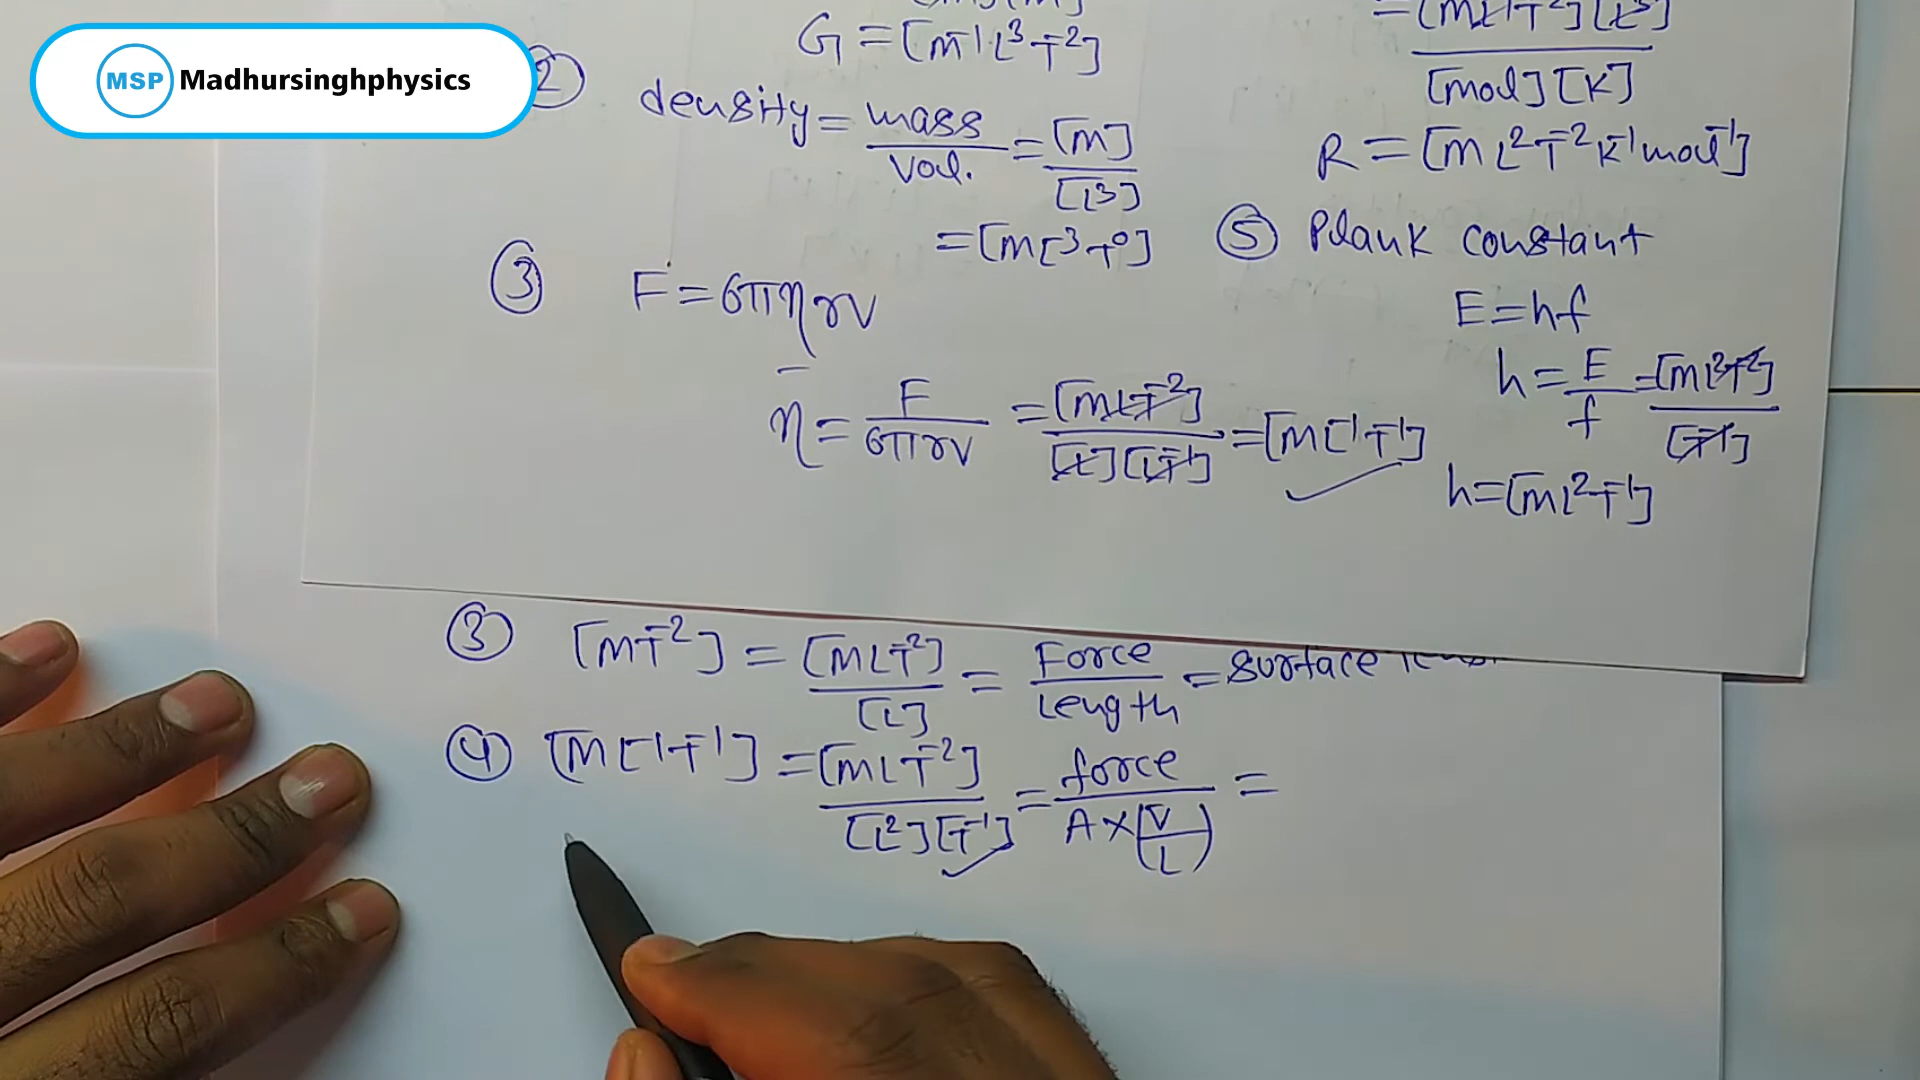 MSP Madhursinghphysics
G = [M⁻¹L³T⁻²]
② density = mass / Vol. = [M] / [L³]
= [ML⁻³T⁰]
③ F = 6πηrv
η = F / 6πrv = [MLT⁻²] / [L][LT⁻¹] = [ML⁻¹T⁻¹]
= [ML⁻¹T⁻²][L³] / [mol][K]
R = [ML²T⁻²K⁻¹mol⁻¹]
⑤ Plank constant
E = hf
h = E / f = [ML²T⁻²] / [T⁻¹]
h = [ML²T⁻¹]
③ [MT⁻²] = [MLT⁻²] / [L] = Force / Length = surface
④ [ML⁻¹T⁻¹] = [MLT⁻²] / [L²][T⁻¹] = force / A × (V / L) =